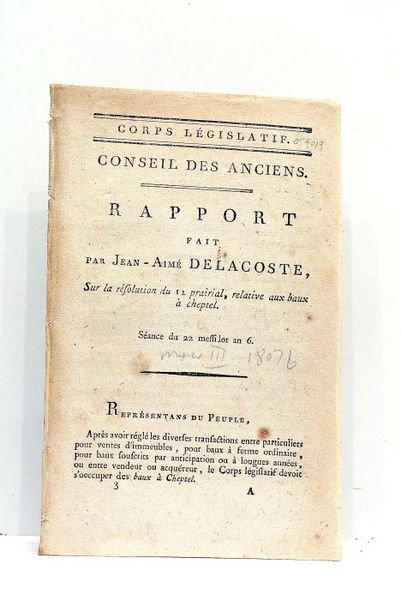 CORPS LÉGISLATIF.
CONSEIL DES ANCIENS.
RAPPORT
FAIT
PAR JEAN-AIMÉ DELACOSTE,
Sur la résolution du 12 prairial, relative aux baux
à cheptel.
Séance du 22 messidor an 6.
18076
REPRÉSENTANS DU PEUPLE,
Après avoir réglé les diverses transactions entre particuliers
pour ventes d'immeubles, pour baux à ferme ordinaire,
pour baux souscrits par anticipation ou à longues années,
ou entre vendeur ou acquéreur, le Corps législatif devoit
s'occuper des baux à Cheptel.
3 A